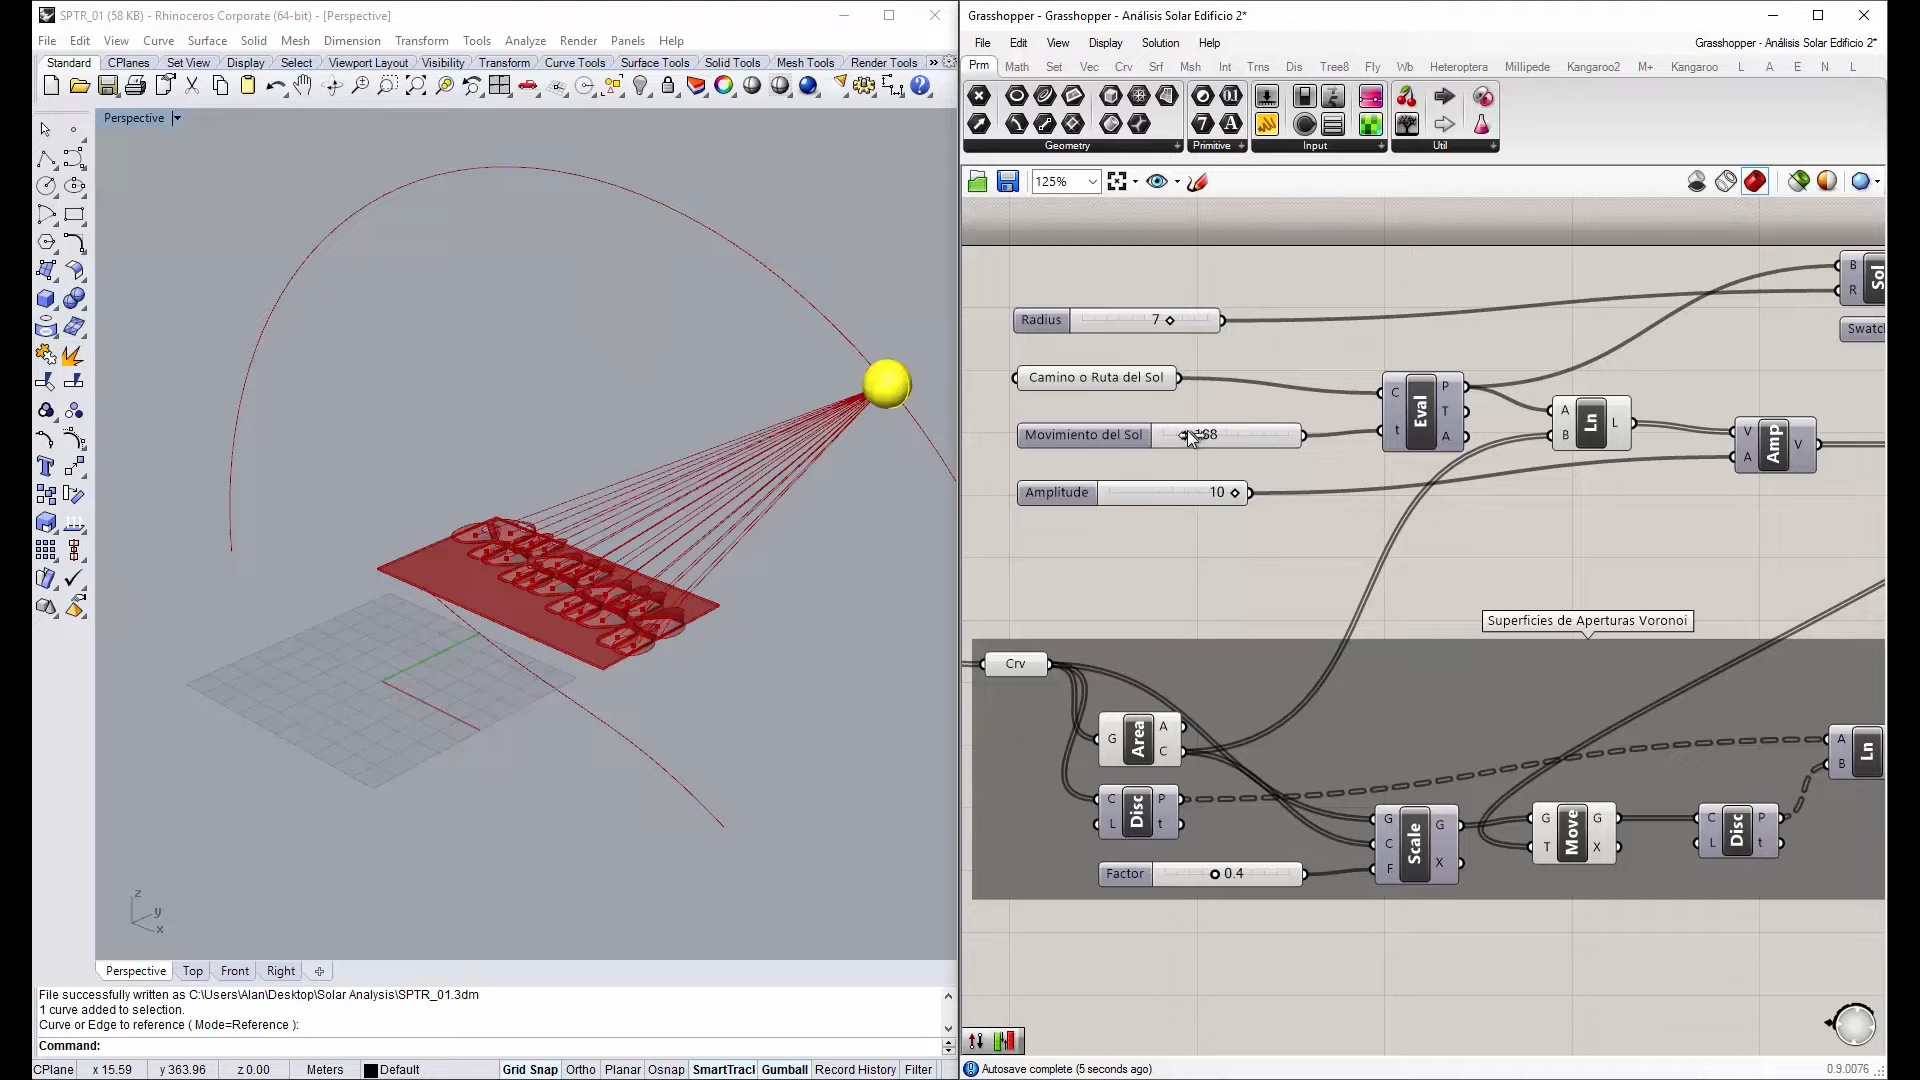 SPTR_01 (58 KB) - Rhinoceros Corporate (64-bit) - [Perspective]
File Edit View Curve Surface Solid Mesh Dimension Transform Tools Analyze Render Panels Help
Standard CPlanes Set View Display Select Viewport Layout Visibility Transform Curve Tools Surface Tools Solid Tools Mesh Tools Render Tools »
Perspective
z
y
x
Perspective Top Front Right
File successfully written as C:\Users\Alan\Desktop\Solar Analysis\SPTR_01.3dm
1 curve added to selection.
Curve or Edge to reference ( Mode=Reference ):
Command:
CPlane x 15.59 y 363.96 z 0.00 Meters Default Grid Snap Ortho Planar Osnap SmartTracl Gumball Record History Filter
Grasshopper - Grasshopper - Análisis Solar Edificio 2*
File Edit View Display Solution Help
Grasshopper - Análisis Solar Edificio 2*
Prm Math Set Vec Crv Srf Msh Int Trns Dis Tree8 Fly Wb Heteroptera Millipede Kangaroo2 M+ Kangaroo L A E N L
Geometry Primitive Input Util
125%
B
R
Sol
Radius 7
Swatc
Camino o Ruta del Sol
C
t
Eval
P
T
A
A
B
Ln
L
V
A
Amp
V
Movimiento del Sol
Amplitude 10
Superficies de Aperturas Voronoi
Crv
G
Area
A
C
C
L
Disc
P
t
Factor 0.4
G
C
F
Scale
G
X
G
T
Move
G
X
C
L
Disc
P
t
A
B
Ln
Autosave complete (5 seconds ago)
0.9.0076